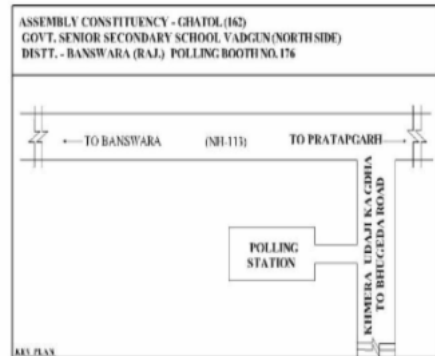 ASSEMBLY CONSTITUENCY - GHATOL (162)
GOVT. SENIOR SECONDARY SCHOOL VADGUN (NORTH SIDE)
DISTT. - BANSWARA (RAJ.) POLLING BOOTH NO. 176
TO BANSWARA (NH-113) TO PRATAPGARH
KHMERA UDAJI KA GDHA
TO BHUGEDA ROAD
POLLING
STATION
KEY PLAN